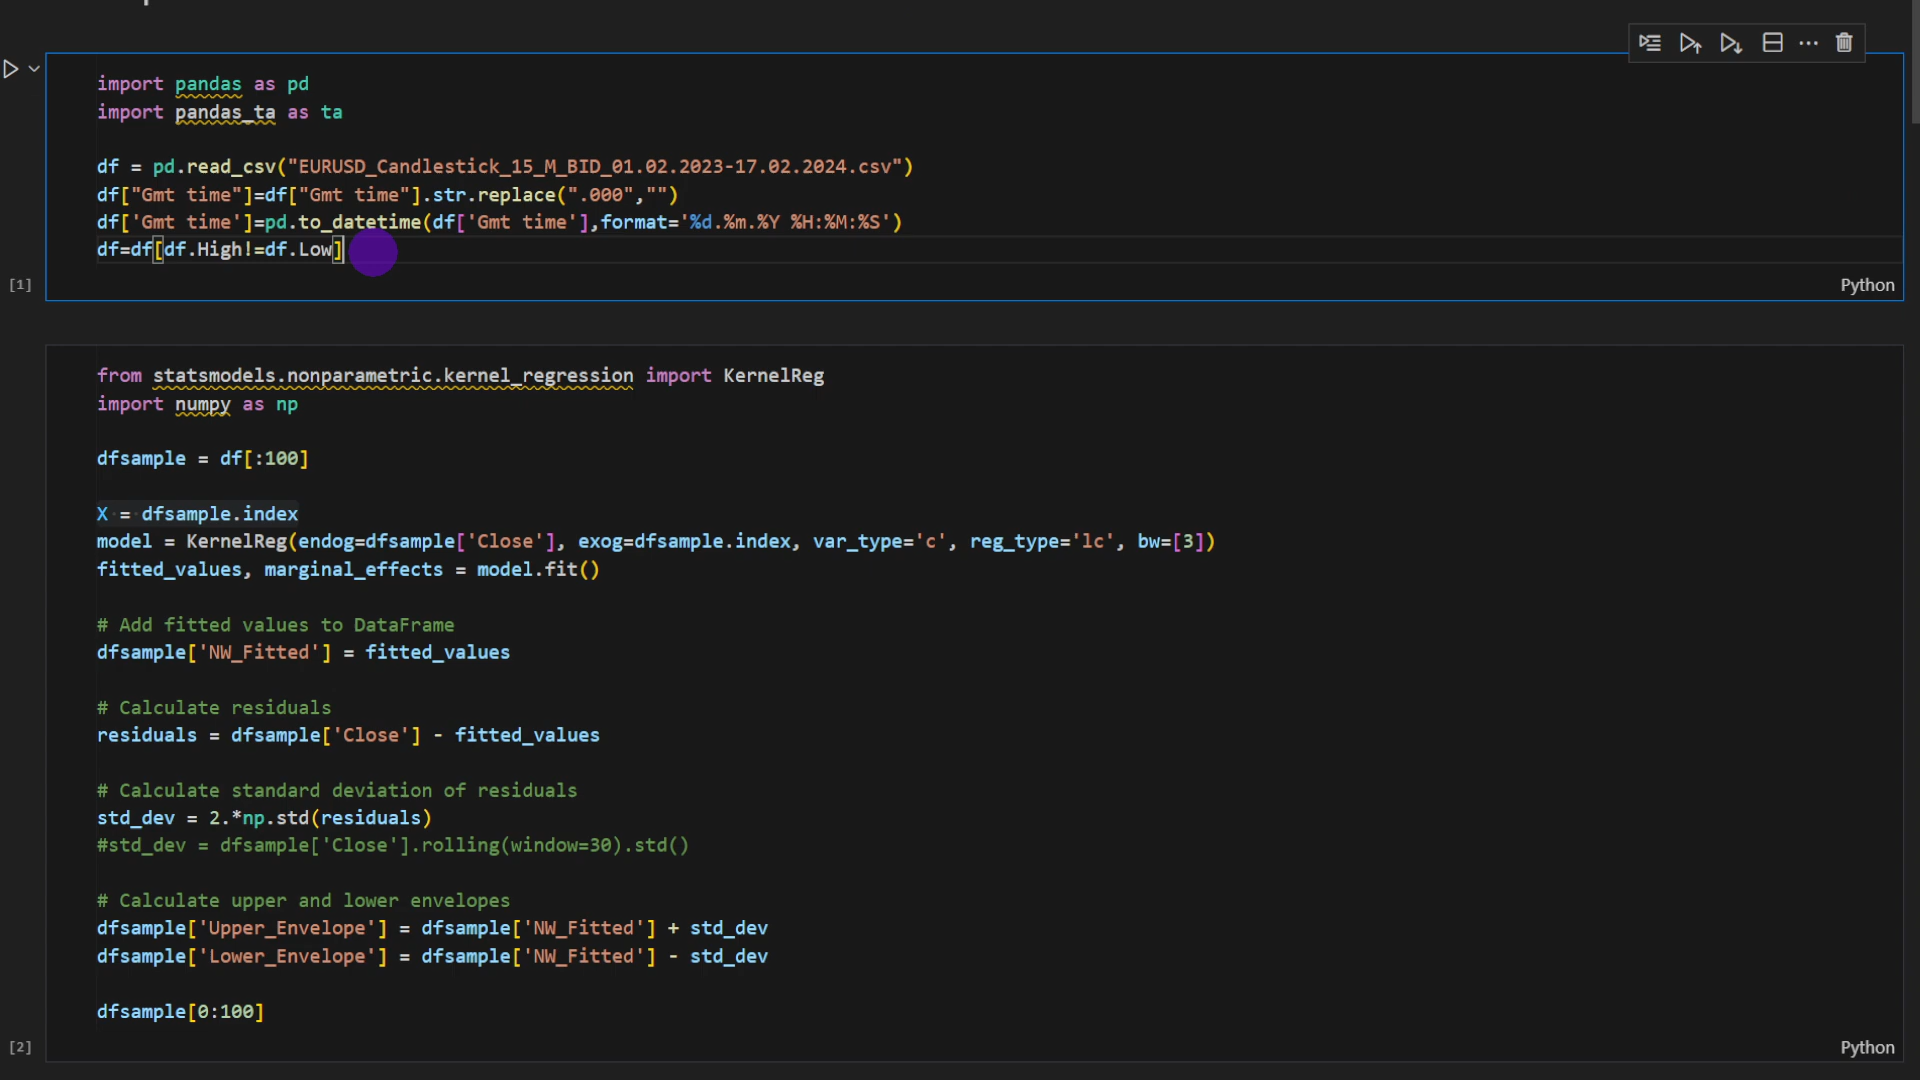 import pandas as pd
import pandas_ta as ta
df = pd.read_csv("EURUSD_Candlestick_15_M_BID_01.02.2023-17.02.2024.csv")
df["Gmt time"]=df["Gmt time"].str.replace(".000","")
df['Gmt time']=pd.to_datetime(df['Gmt time'],format='%d.%m.%Y %H:%M:%S')
df=df[df.High!=df.Low]
[1]
Python
from statsmodels.nonparametric.kernel_regression import KernelReg
import numpy as np
dfsample = df[:100]
X = dfsample.index
model = KernelReg(endog=dfsample['Close'], exog=dfsample.index, var_type='c', reg_type='lc', bw=[3])
fitted_values, marginal_effects = model.fit()
# Add fitted values to DataFrame
dfsample['NW_Fitted'] = fitted_values
# Calculate residuals
residuals = dfsample['Close'] - fitted_values
# Calculate standard deviation of residuals
std_dev = 2.*np.std(residuals)
#std_dev = dfsample['Close'].rolling(window=30).std()
# Calculate upper and lower envelopes
dfsample['Upper_Envelope'] = dfsample['NW_Fitted'] + std_dev
dfsample['Lower_Envelope'] = dfsample['NW_Fitted'] - std_dev
dfsample[0:100]
[2]
Python